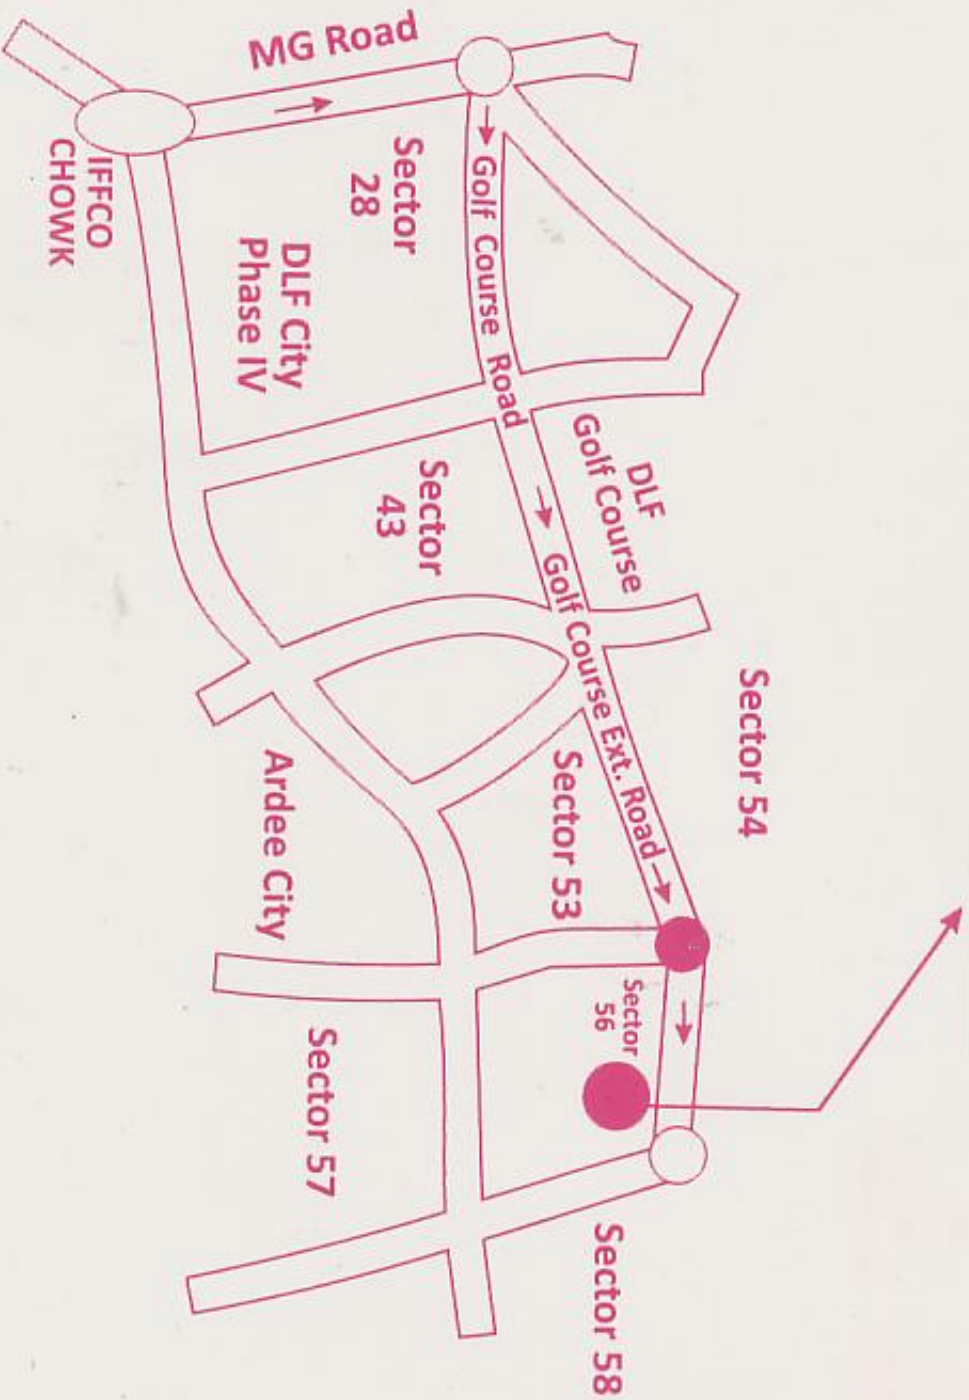 MG Road
IFFCO
CHOWK
Sector
28
DLF City
Phase IV
Golf Course Road
Sector
43
DLF
Golf Course
Golf Course Ext. Road
Sector 54
Sector 53
Ardee City
Sector
56
Sector 57
Sector 58